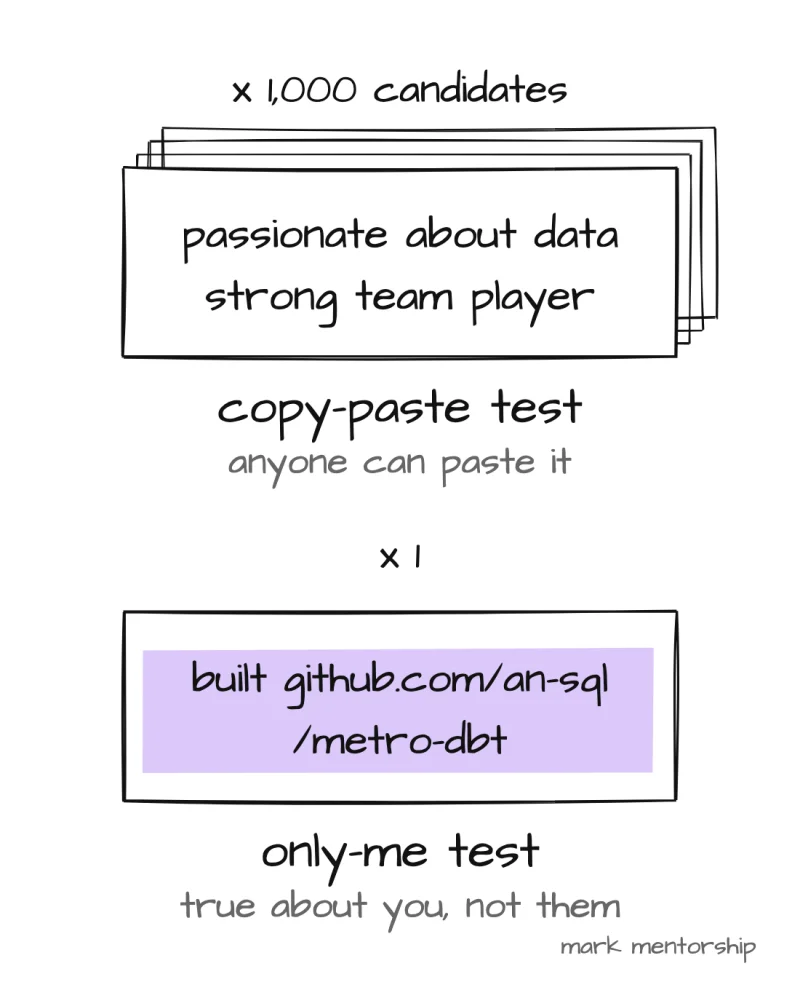 x 1,000 candidates
passionate about data
strong team player
copy-paste test
anyone can paste it
x 1
built github.com/an-sql
/metro-dbt
only-me test
true about you, not them
mark mentorship